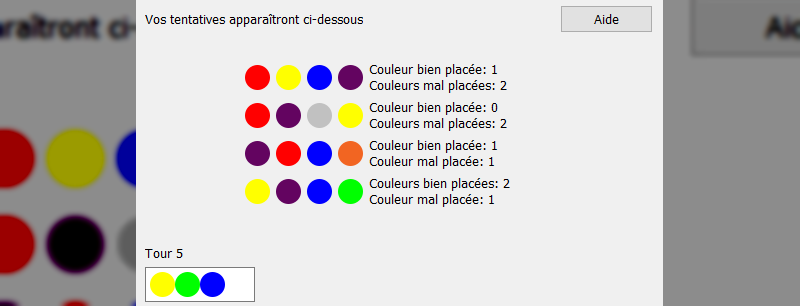 Vos tentatives apparaîtront ci-dessous
Aide
Couleur bien placée: 1
Couleurs mal placées: 2
Couleur bien placée: 0
Couleurs mal placées: 2
Couleur bien placée: 1
Couleur mal placée: 1
Couleurs bien placées: 2
Couleur mal placée: 1
Tour 5